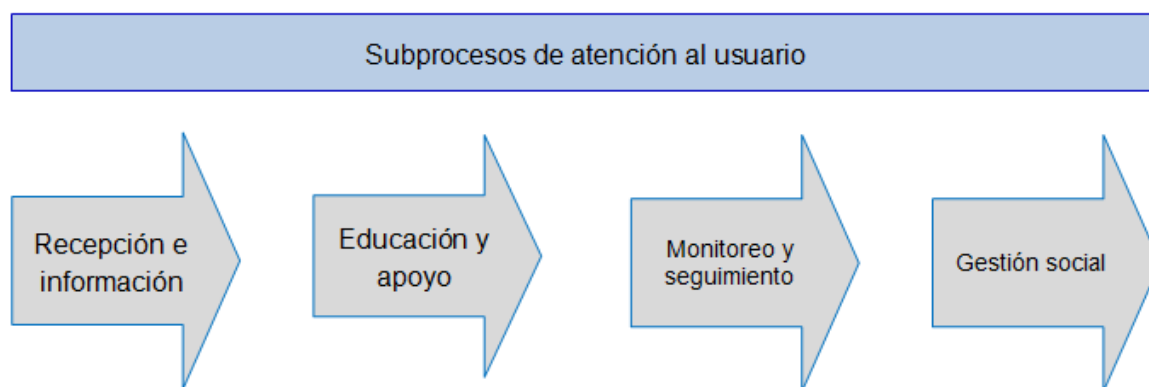 Subprocesos de atención al usuario
Recepción e
información
Educación y
apoyo
Monitoreo y
seguimiento
Gestión social